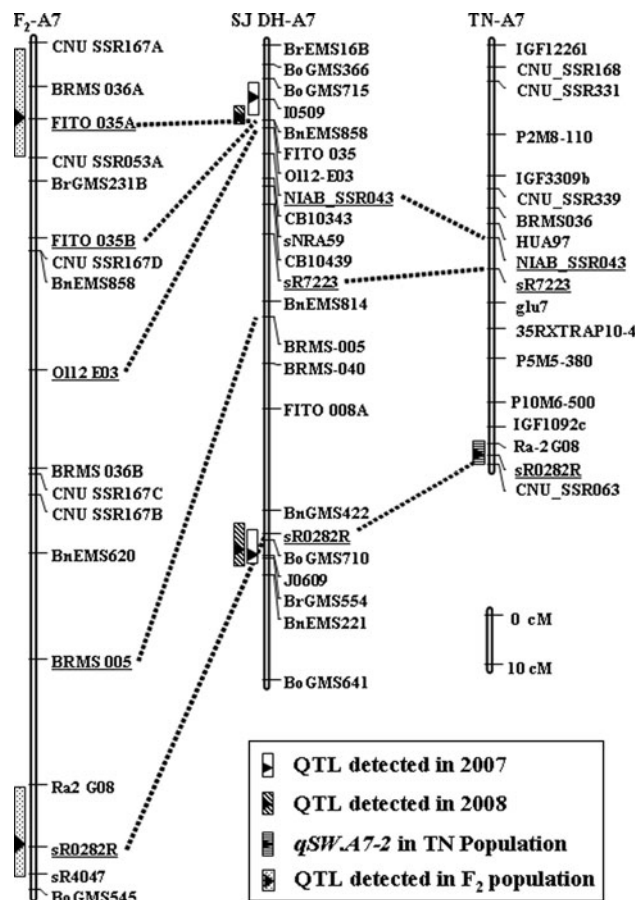 F2-A7
CNU SSR167A
BRMS 036A
FITO 035A
CNU SSR053A
BrGMS231B
FITO 035B
CNU SSR167D
BnEMS858
Ol12 E03
BRMS 036B
CNU SSR167C
CNU SSR167B
BnEMS620
BRMS 005
Ra2 G08
sR0282R
sR4047
BoGMS545
SJ DH-A7
BrEMS16B
BoGMS366
BoGMS715
I0509
BnEMS858
FITO 035
Ol12-E03
NIAB_SSR043
CB10343
sNRA59
CB10439
sR7223
BnEMS814
BRMS-005
BRMS-040
FITO 008A
BnGMS422
sR0282R
BoGMS710
J0609
BrGMS554
BnEMS221
BoGMS641
TN-A7
IGF1226l
CNU_SSR168
CNU_SSR331
P2M8-110
IGF3309b
CNU_SSR339
BRMS036
HUA97
NIAB_SSR043
sR7223
glu7
35RXTRAP10-4
P5M5-380
P10M6-500
IGF1092c
Ra-2G08
sR0282R
CNU_SSR063
0 cM
10 cM
QTL detected in 2007
QTL detected in 2008
qSW.A7-2 in TN Population
QTL detected in F2 population